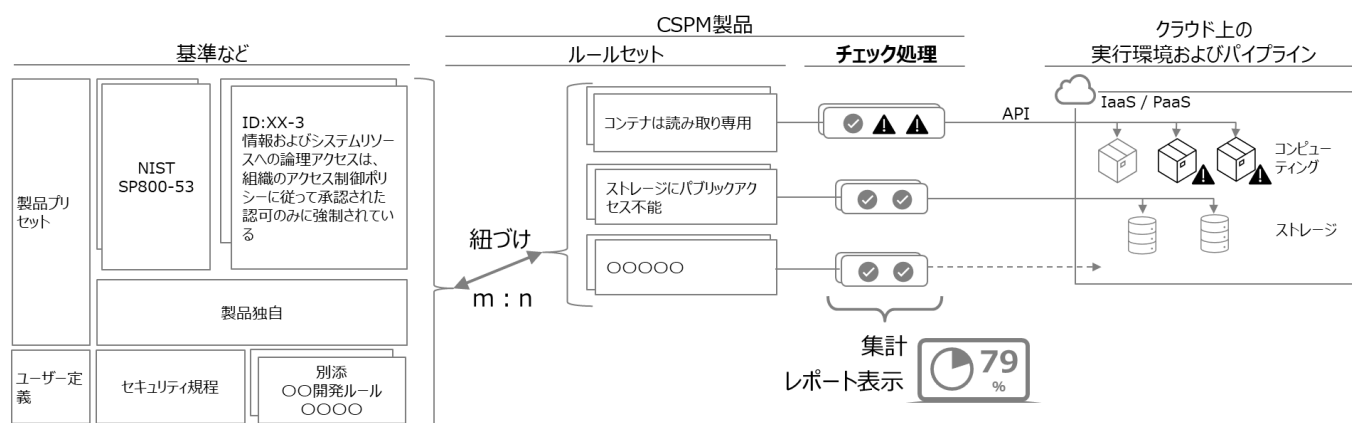 CSPM製品
基準など
ルールセット
チェック処理
クラウド上の
実行環境およびパイプライン
製品プリ
セット
NIST
SP800-53
ID:XX-3
情報およびシステムリソー
スへの論理アクセスは、
組織のアクセス制御ポリ
シーに従って承認された
認可のみに強制されてい
る
製品独自
ユーザー定
義
セキュリティ規程
別添
〇〇開発ルール
〇〇〇〇
紐づけ
m：n
コンテナは読み取り専用
ストレージにパブリックアク
セス不能
〇〇〇〇〇
API
IaaS / PaaS
コンピュー
ティング
ストレージ
集計
レポート表示
79
%